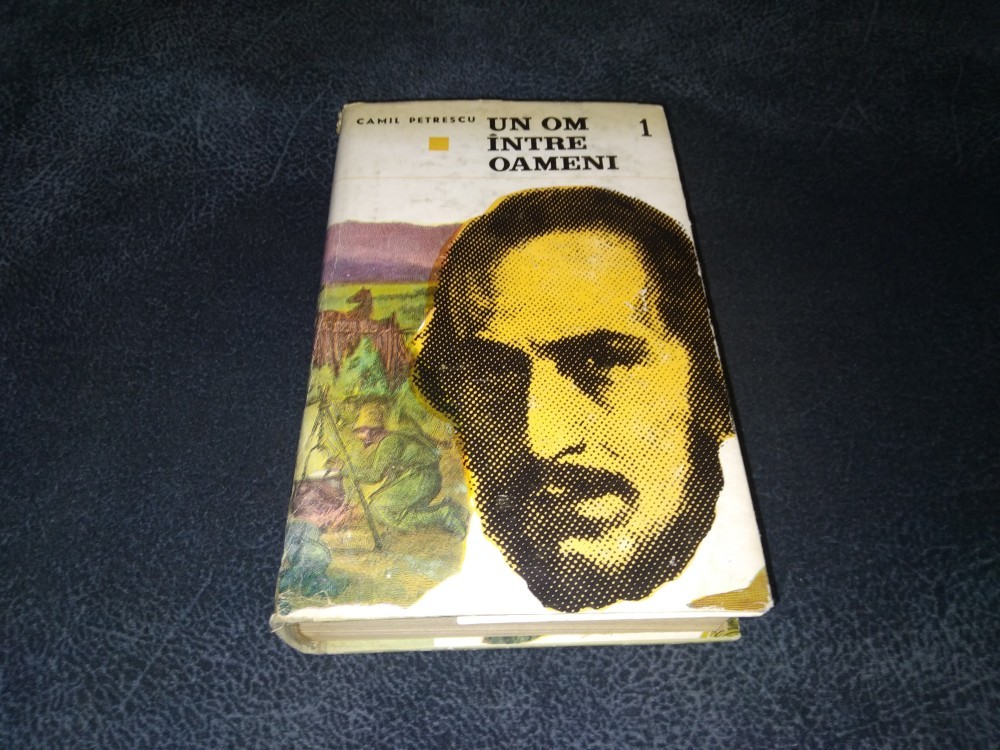 CAMIL PETRESCU
UN OM
ÎNTRE
OAMENI
1